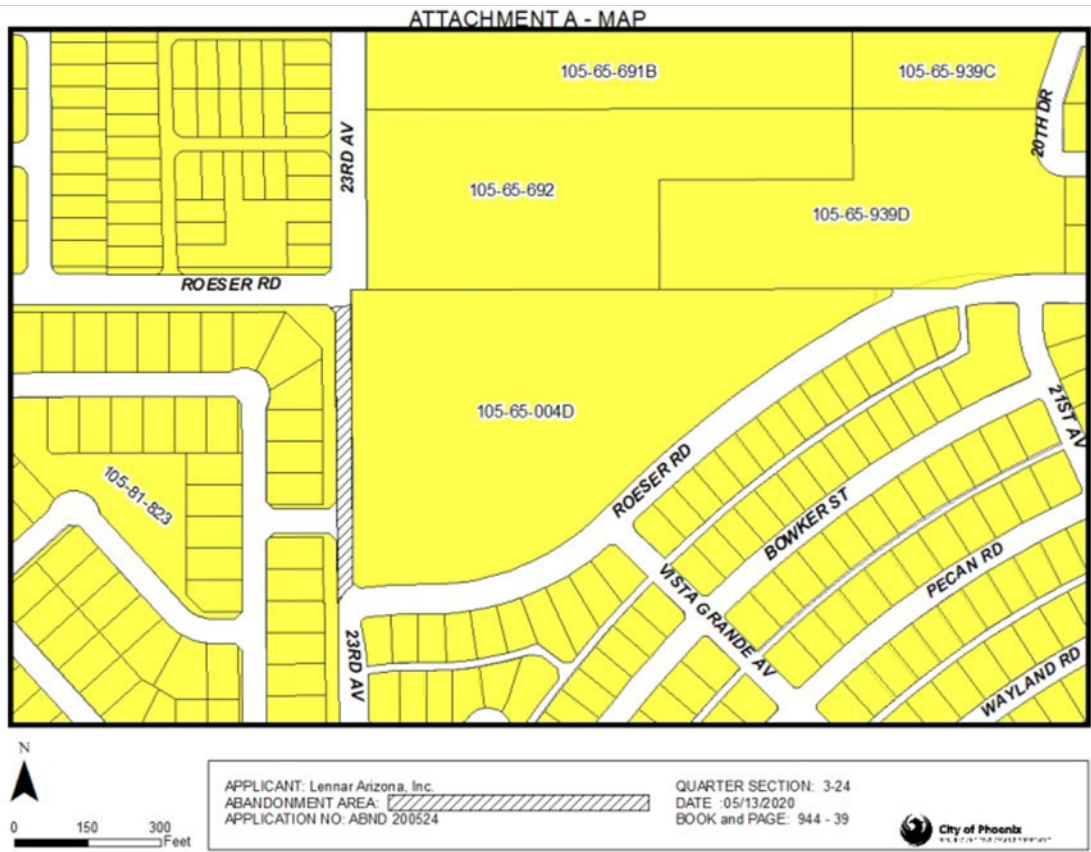 ATTACHMENT A - MAP
105-65-691B
105-65-939C
23RD AV
20TH DR
105-65-692
105-65-939D
ROESER RD
105-65-004D
21ST AV
ROESER RD
105-81-823
BOWKER ST
PECAN RD
VISTA GRANDE AV
23RD AV
WAYLAND RD
N
0 150 300
Feet
APPLICANT: Lennar Arizona, Inc.
ABANDONMENT AREA:
APPLICATION NO: ABND 200524
QUARTER SECTION: 3-24
DATE :05/13/2020
BOOK and PAGE: 944 - 39
City of Phoenix